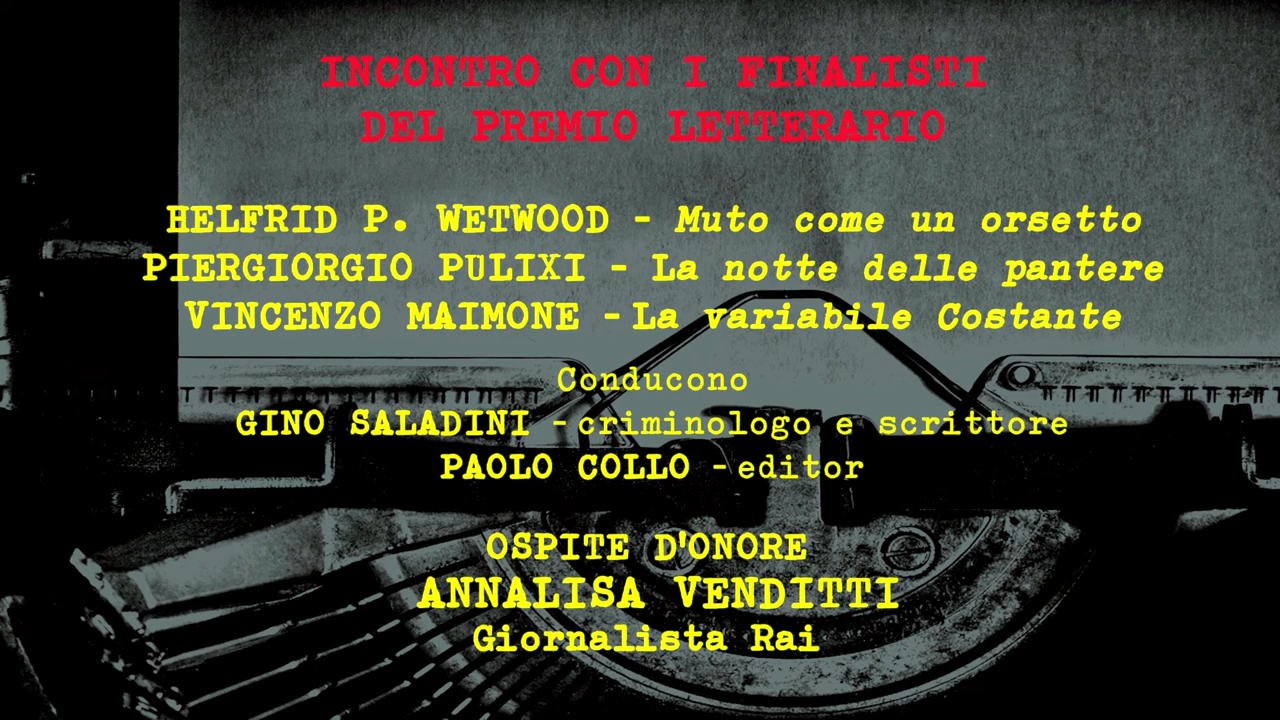 INCONTRO CON I FINALISTI
DEL PREMIO LETTERARIO
HELFRID P. WETWOOD - Muto come un orsetto
PIERGIORGIO PULIXI - La notte delle pantere
VINCENZO MAIMONE - La variabile Costante
Conducono
GINO SALADINI - criminologo e scrittore
PAOLO COLLO - editor
OSPITE D'ONORE
ANNALISA VENDITTI
Giornalista Rai